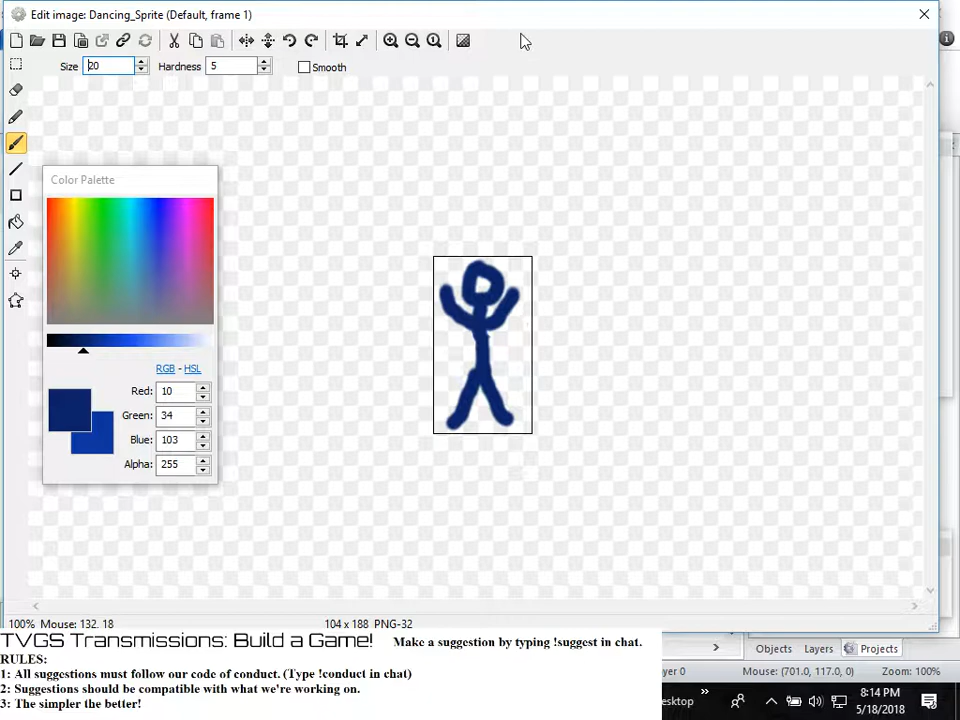 Edit image: Dancing_Sprite (Default, frame 1)
Size 20 Hardness 5 Smooth
Color Palette
RGB - HSL
Red: 10
Green: 34
Blue: 103
Alpha: 255
100% Mouse: 132, 18 104 x 188 PNG-32
TVGS Transmissions: Build a Game! Make a suggestion by typing !suggest in chat.
RULES:
1: All suggestions must follow our code of conduct. (Type !conduct in chat)
2: Suggestions should be compatible with what we're working on.
3: The simpler the better!
Objects Layers Projects
Mouse: (701.0, 117.0, 0) Zoom: 100%
8:14 PM
5/18/2018